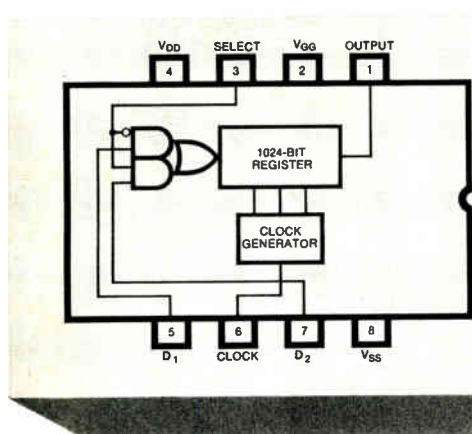 VDD SELECT VGG OUTPUT
4 3 2 1
1024-BIT
REGISTER
CLOCK
GENERATOR
5 6 7 8
D1 CLOCK D2 VSS